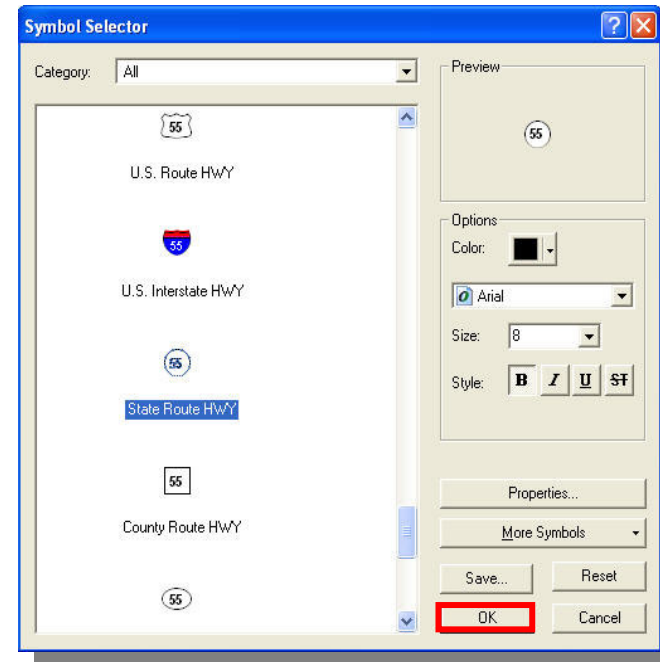 Symbol Selector
Category: All
55
U.S. Route HWY
55
U.S. Interstate HWY
55
State Route HWY
55
County Route HWY
55
Preview
55
Options
Color:
Arial
Size: 8
Style: B I U ST
Properties...
More Symbols
Save... Reset
OK Cancel